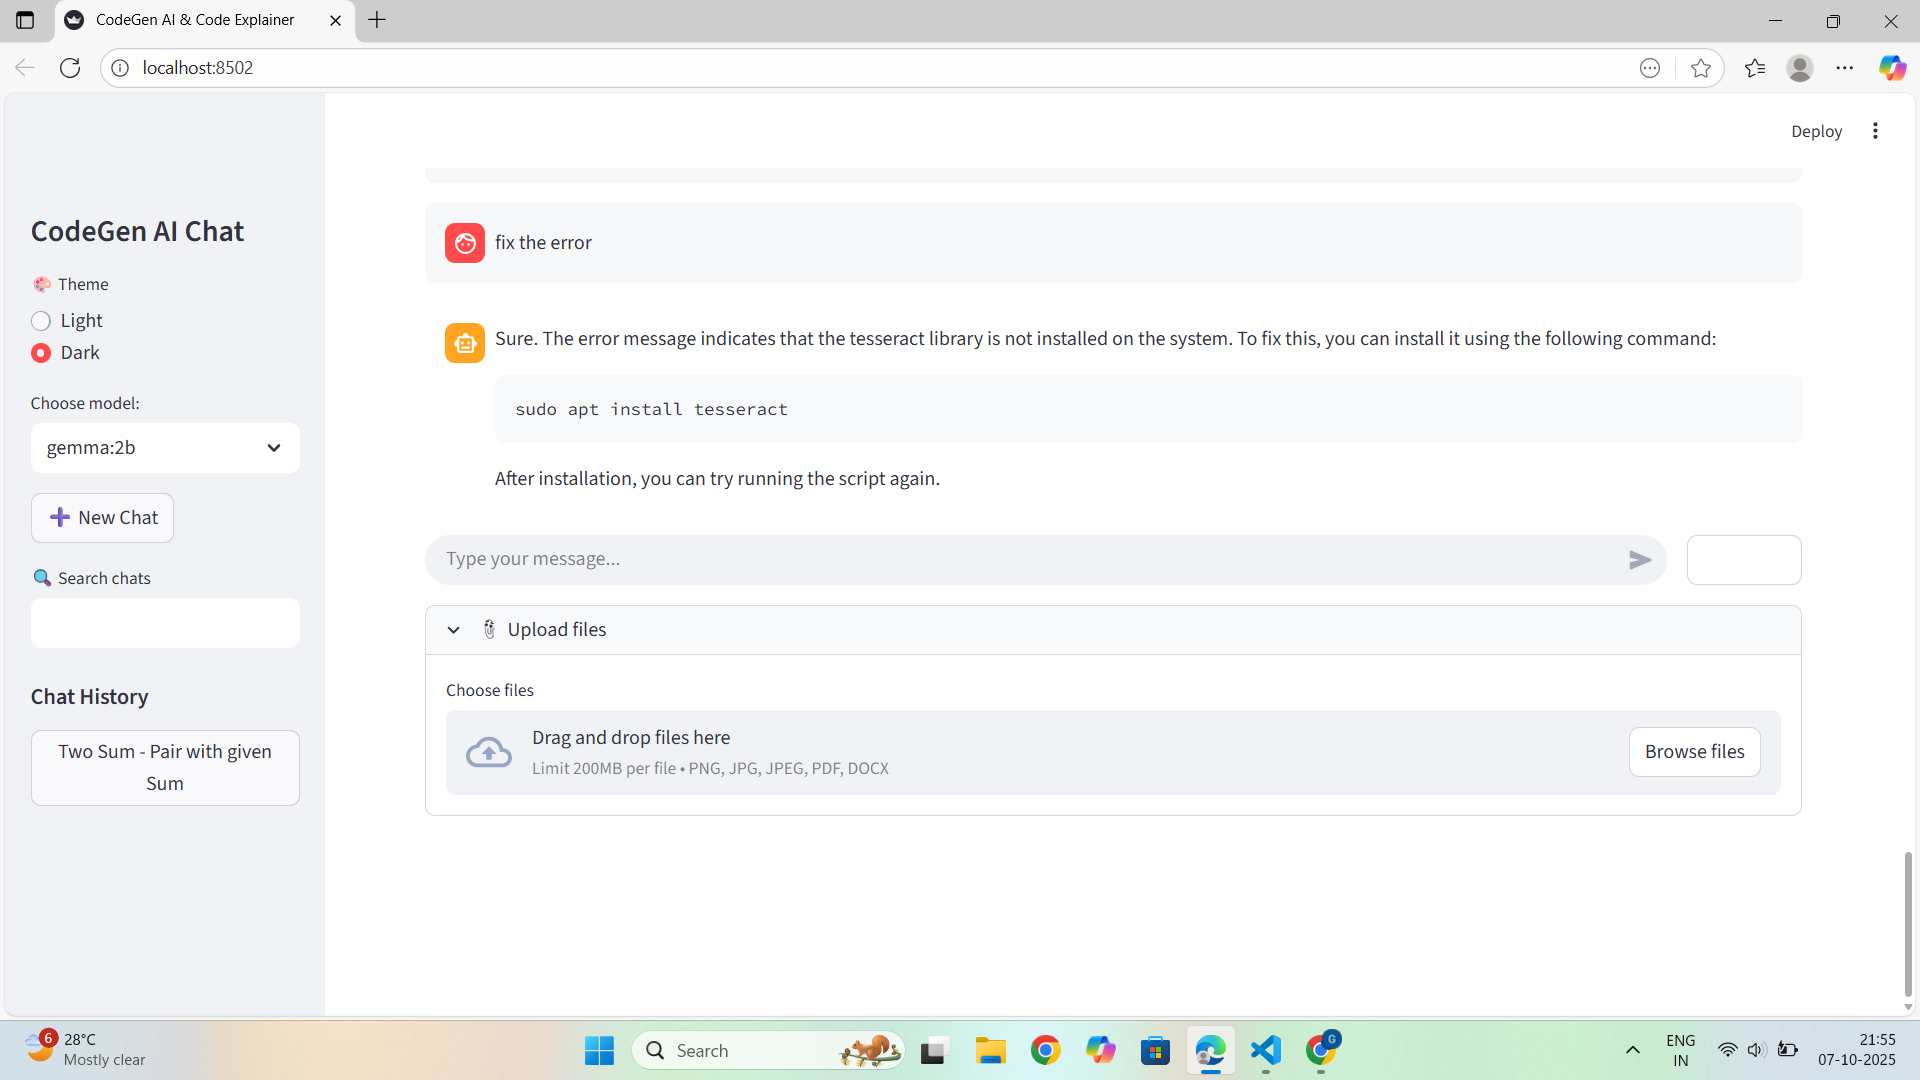 CodeGen AI & Code Explainer
localhost:8502
Deploy
CodeGen AI Chat
Theme
Light
Dark
Choose model:
gemma:2b
New Chat
Search chats
Chat History
Two Sum - Pair with given
Sum
fix the error
Sure. The error message indicates that the tesseract library is not installed on the system. To fix this, you can install it using the following command:
sudo apt install tesseract
After installation, you can try running the script again.
Type your message...
Upload files
Choose files
Drag and drop files here
Limit 200MB per file • PNG, JPG, JPEG, PDF, DOCX
Browse files
6
28°C
Mostly clear
Search
G
ENG
IN
21:55
07-10-2025